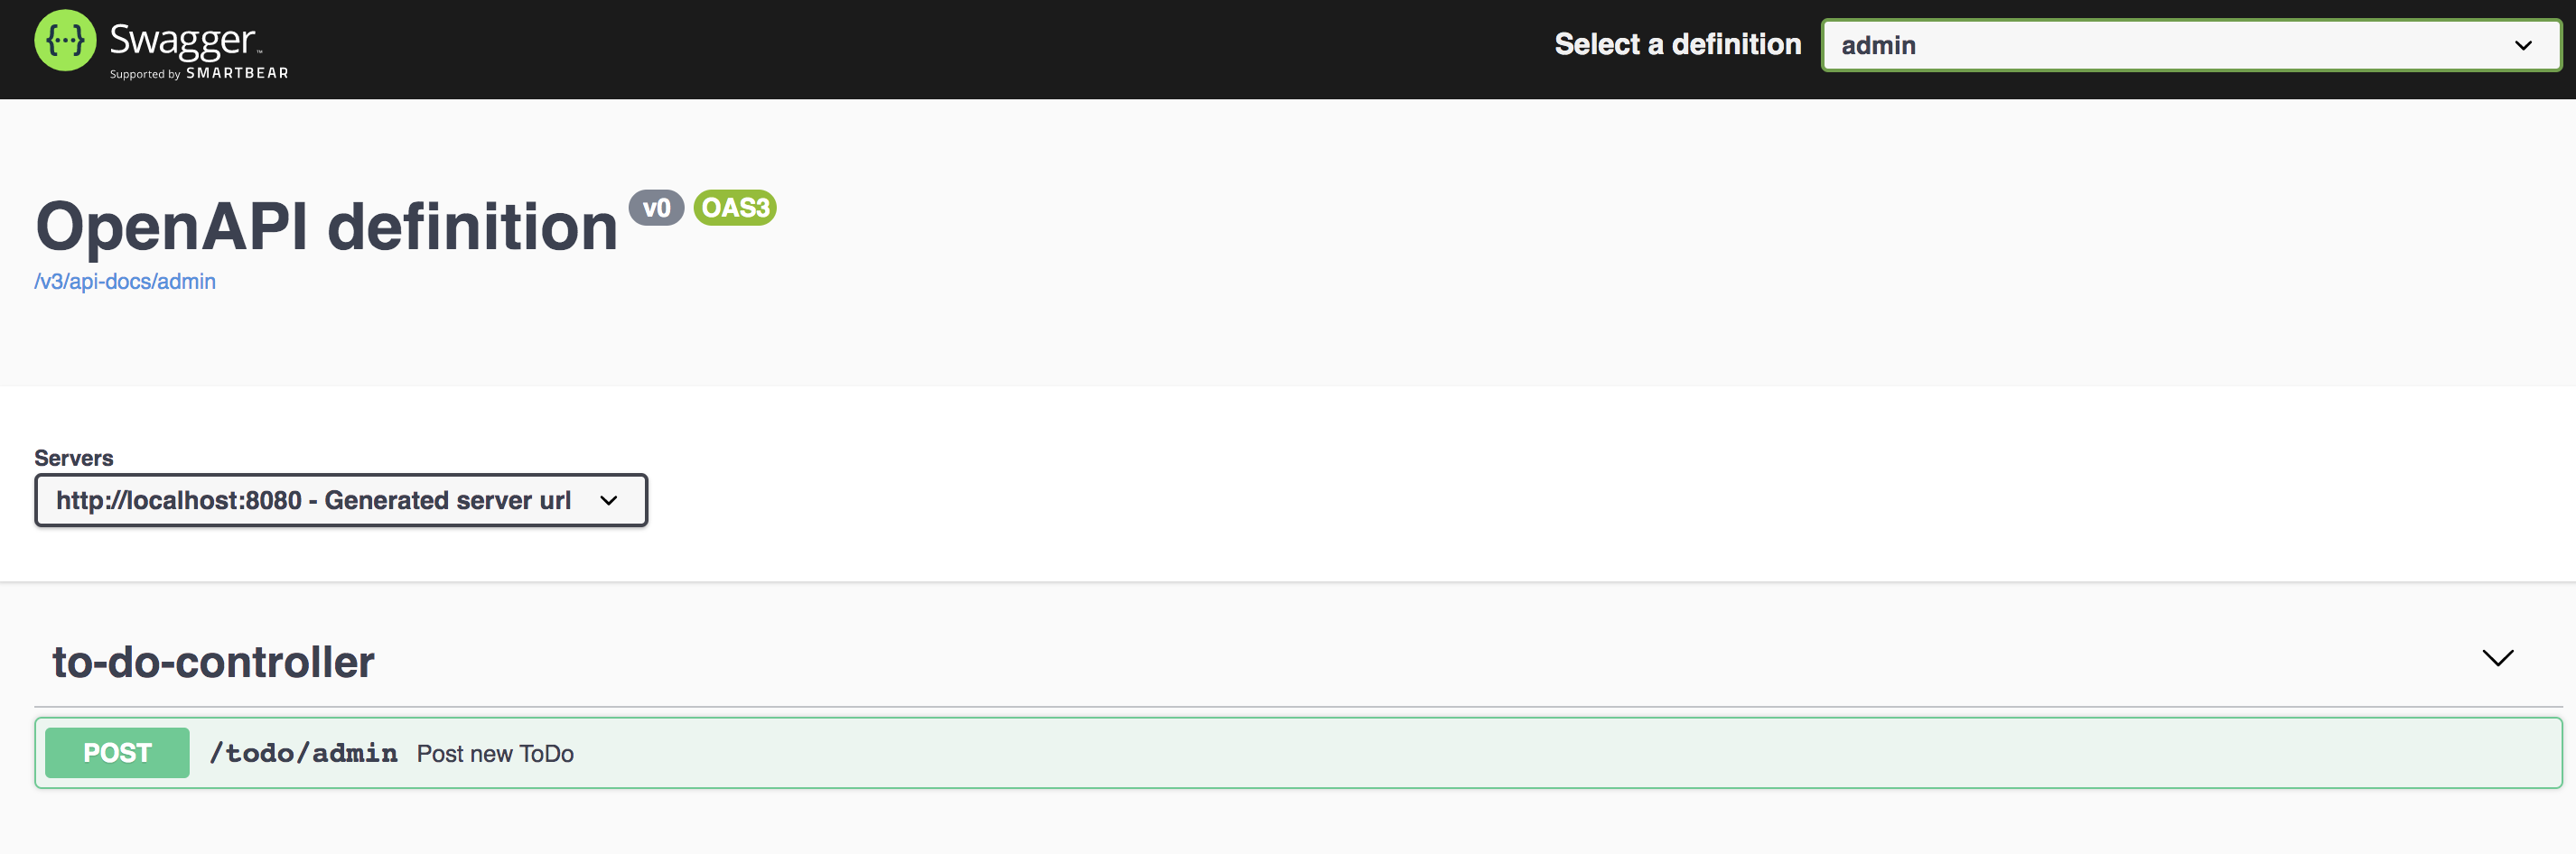 {···} Swagger™
Supported by SMARTBEAR
Select a definition admin
OpenAPI definition v0 OAS3
/v3/api-docs/admin
Servers
http://localhost:8080 - Generated server url
to-do-controller
POST /todo/admin Post new ToDo